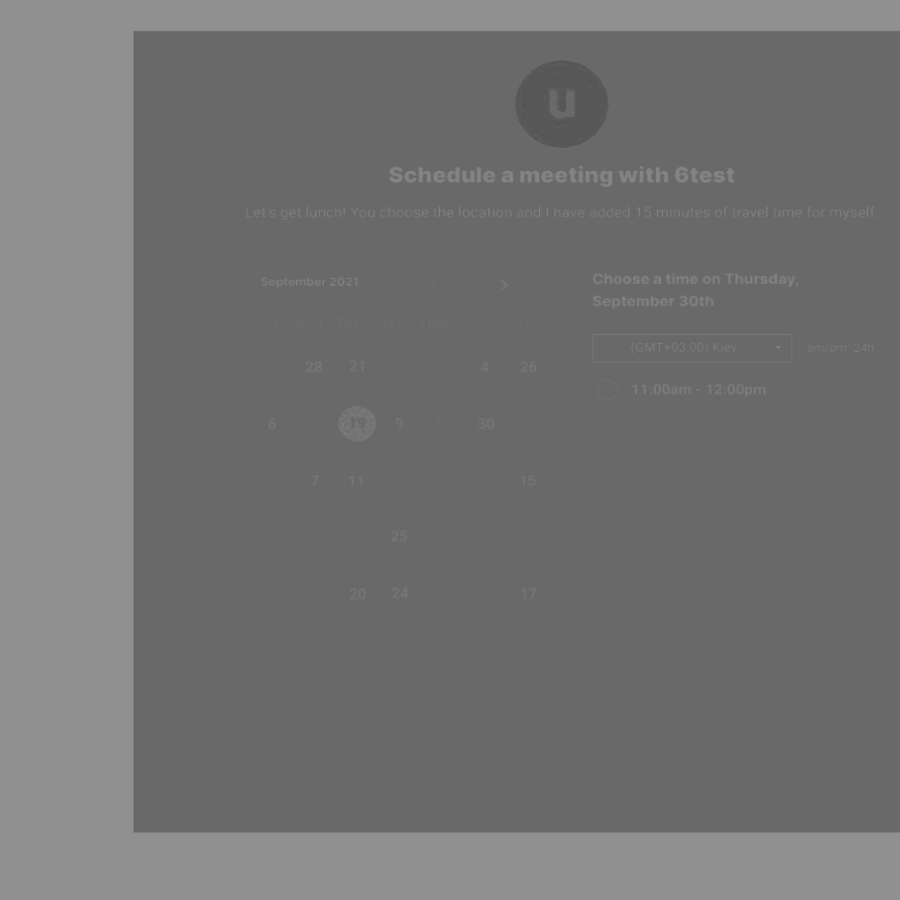 u
Schedule a meeting with 6test
Let's get lunch! You choose the location and I have added 15 minutes of travel time for myself.
September 2021
SUN MON TUE WED THU FRI SAT
28 21 4 26
6 19 9 30
7 11 15
25
20 24 17
Choose a time on Thursday,
September 30th
(GMT+03:00) Kiev
am/pm 24h
11:00am - 12:00pm